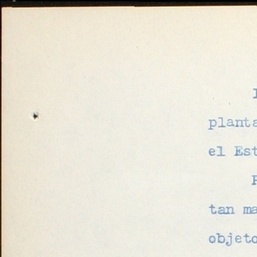 planta
el Est
tan ma
objeto